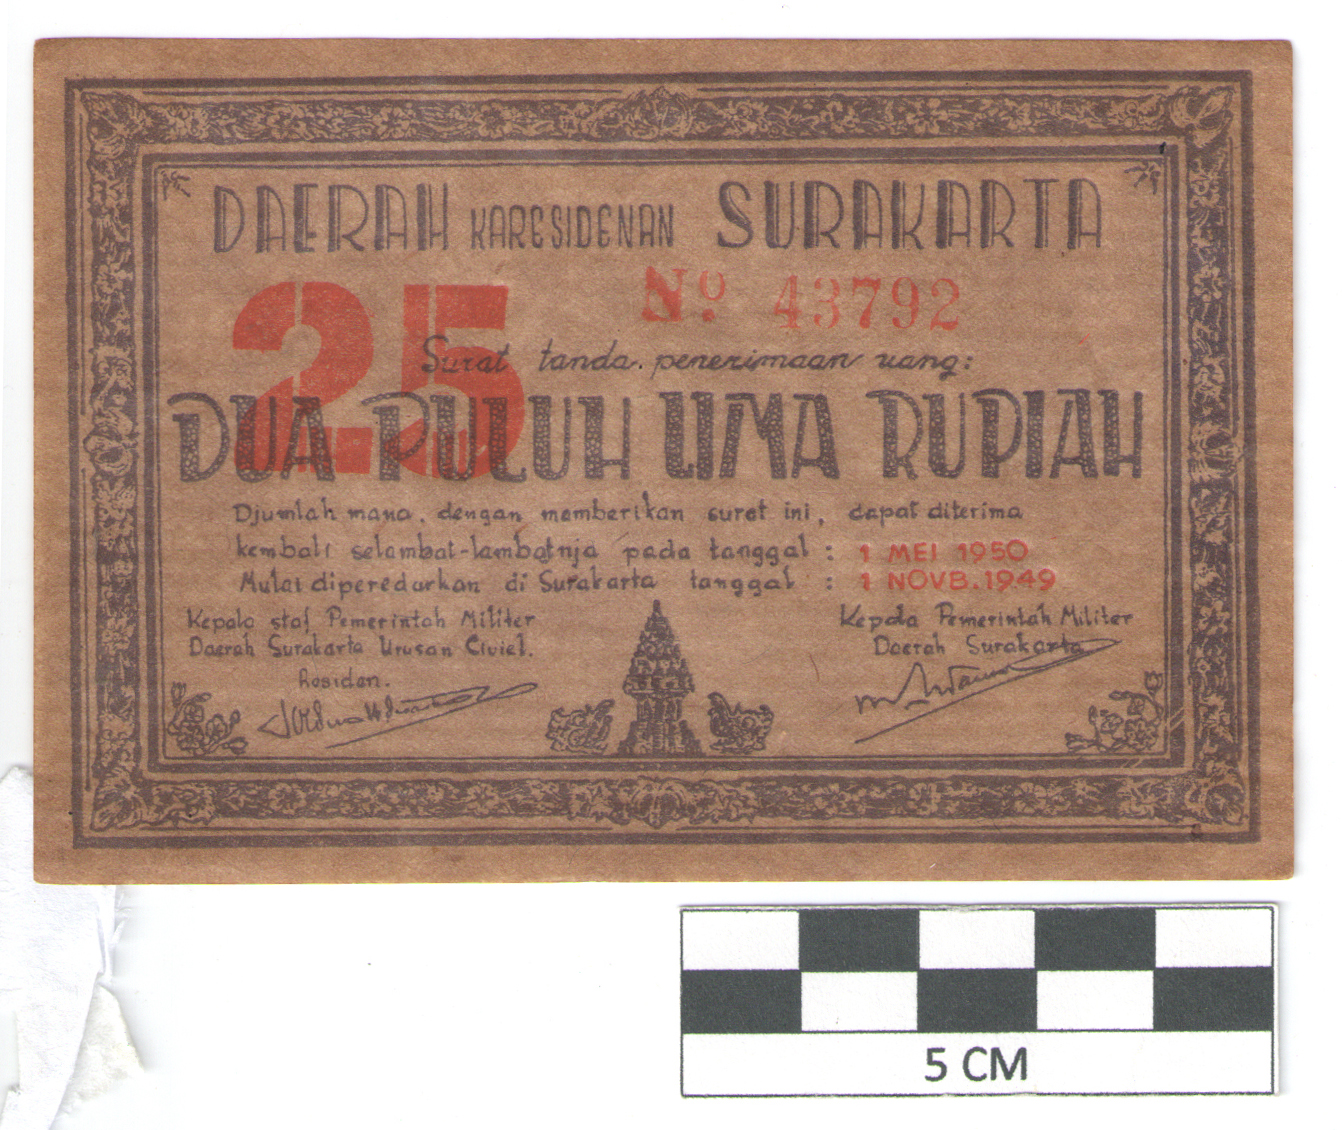 DAERAH KARESIDENAN SURAKARTA
25
Nº 43792
Surat tanda penerimaan uang:
DUA PULUH LIMA RUPIAH
Djumlah mana, dengan memberikan surat ini, dapat diterima
kembali selambat-lambatnja pada tanggal : 1 MEI 1950
Mulai diperedarkan di Surakarta tanggal : 1 NOVB. 1949
Kepala staf Pemerintah Militer
Daerah Surakarta Urusan Civiel.
Residen.
Kepala Pemerintah Militer
Daerah Surakarta
5 CM